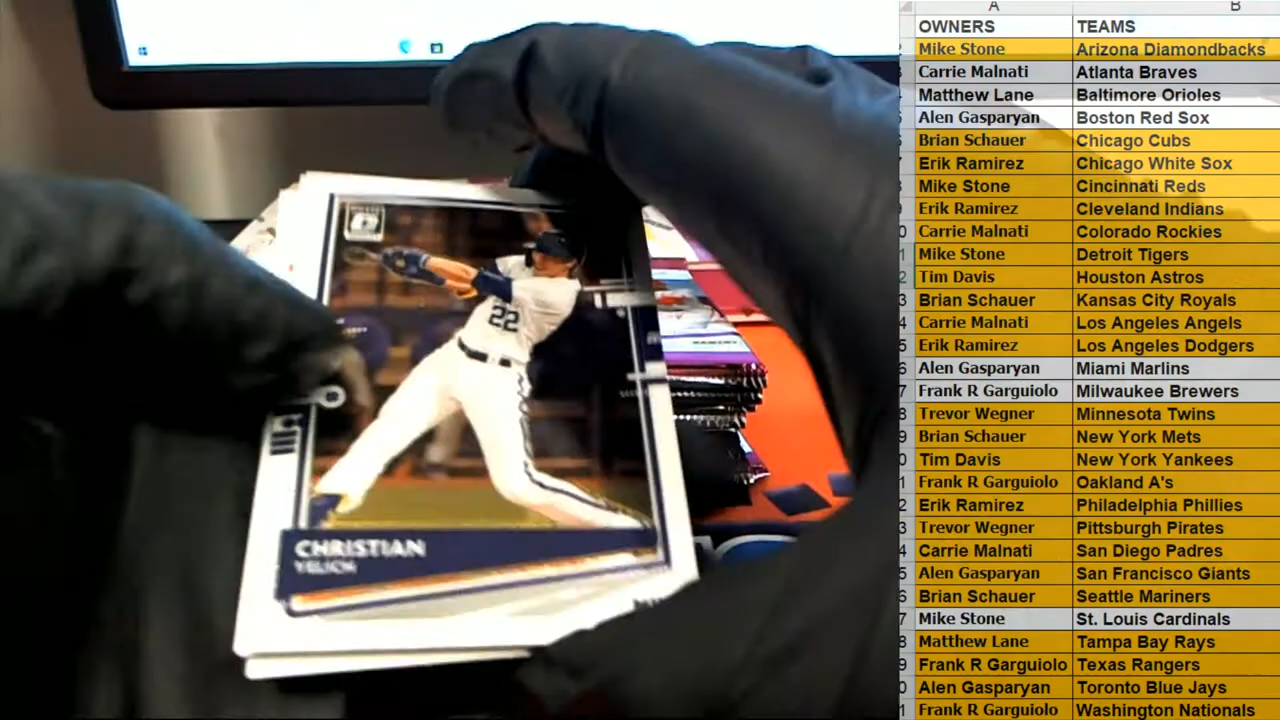 A B
OWNERS TEAMS
Mike Stone Arizona Diamondbacks
Carrie Malnati Atlanta Braves
Matthew Lane Baltimore Orioles
Alen Gasparyan Boston Red Sox
Brian Schauer Chicago Cubs
Erik Ramirez Chicago White Sox
Mike Stone Cincinnati Reds
Erik Ramirez Cleveland Indians
Carrie Malnati Colorado Rockies
Mike Stone Detroit Tigers
Tim Davis Houston Astros
Brian Schauer Kansas City Royals
Carrie Malnati Los Angeles Angels
Erik Ramirez Los Angeles Dodgers
Alen Gasparyan Miami Marlins
Frank R Garguiolo Milwaukee Brewers
Trevor Wegner Minnesota Twins
Brian Schauer New York Mets
Tim Davis New York Yankees
Frank R Garguiolo Oakland A's
Erik Ramirez Philadelphia Phillies
Trevor Wegner Pittsburgh Pirates
Carrie Malnati San Diego Padres
Alen Gasparyan San Francisco Giants
Brian Schauer Seattle Mariners
Mike Stone St. Louis Cardinals
Matthew Lane Tampa Bay Rays
Frank R Garguiolo Texas Rangers
Alen Gasparyan Toronto Blue Jays
Frank R Garguiolo Washington Nationals
22
CHRISTIAN
YELICH